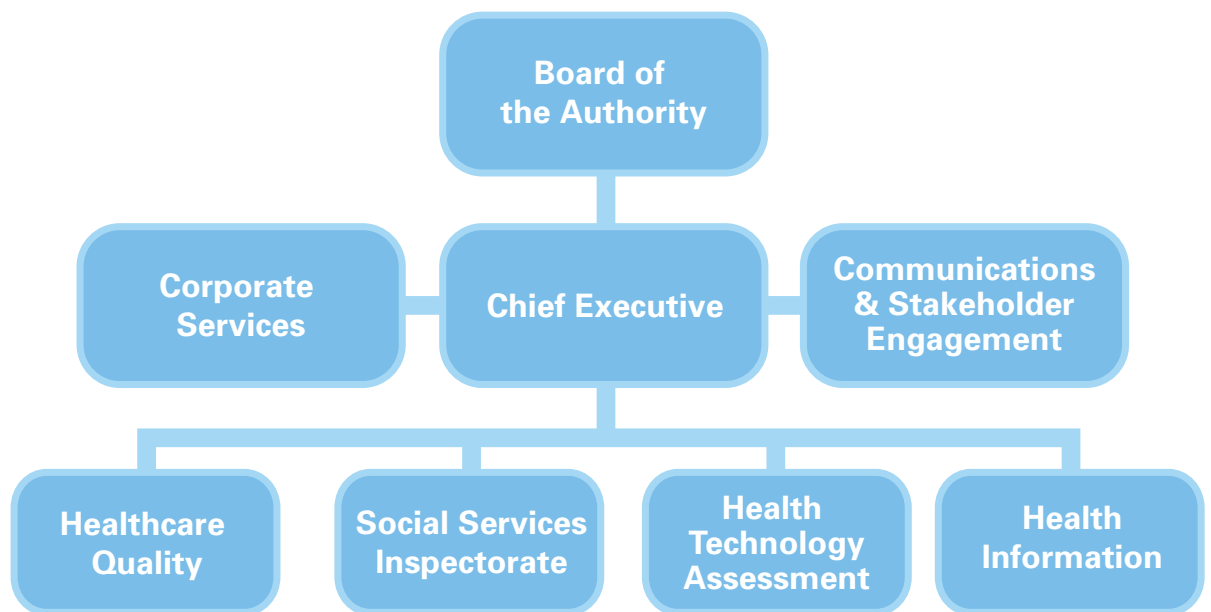 Board of
the Authority
Corporate
Services
Chief Executive
Communications
& Stakeholder
Engagement
Healthcare
Quality
Social Services
Inspectorate
Health
Technology
Assessment
Health
Information